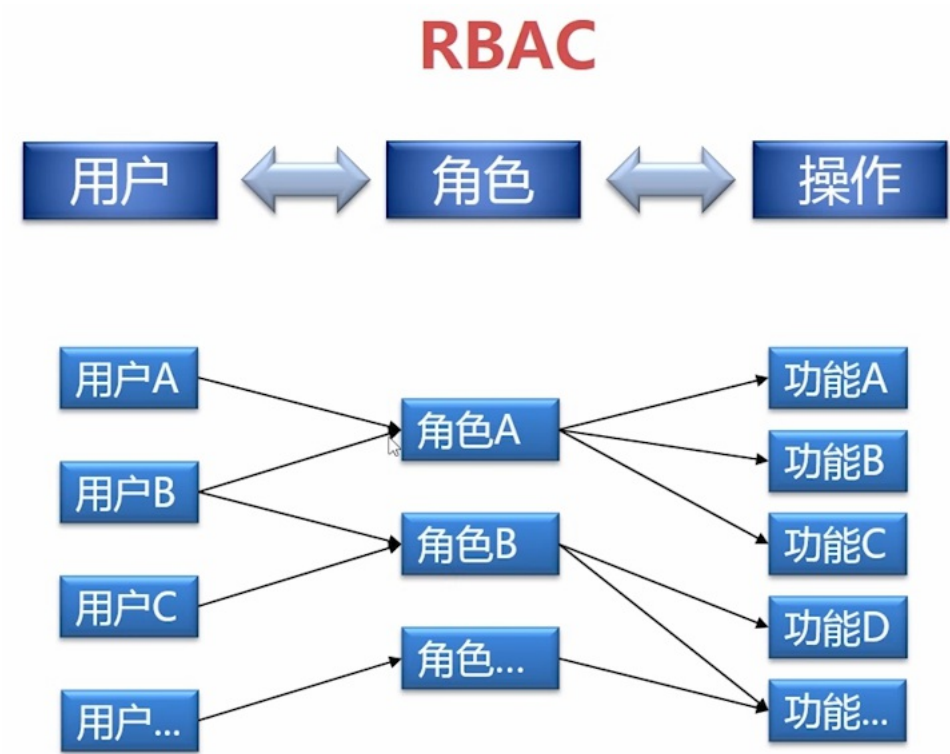 RBAC
用户 角色 操作
用户A
角色A
功能A
用户B
功能B
角色B
功能C
用户C
功能D
角色...
用户...
功能...